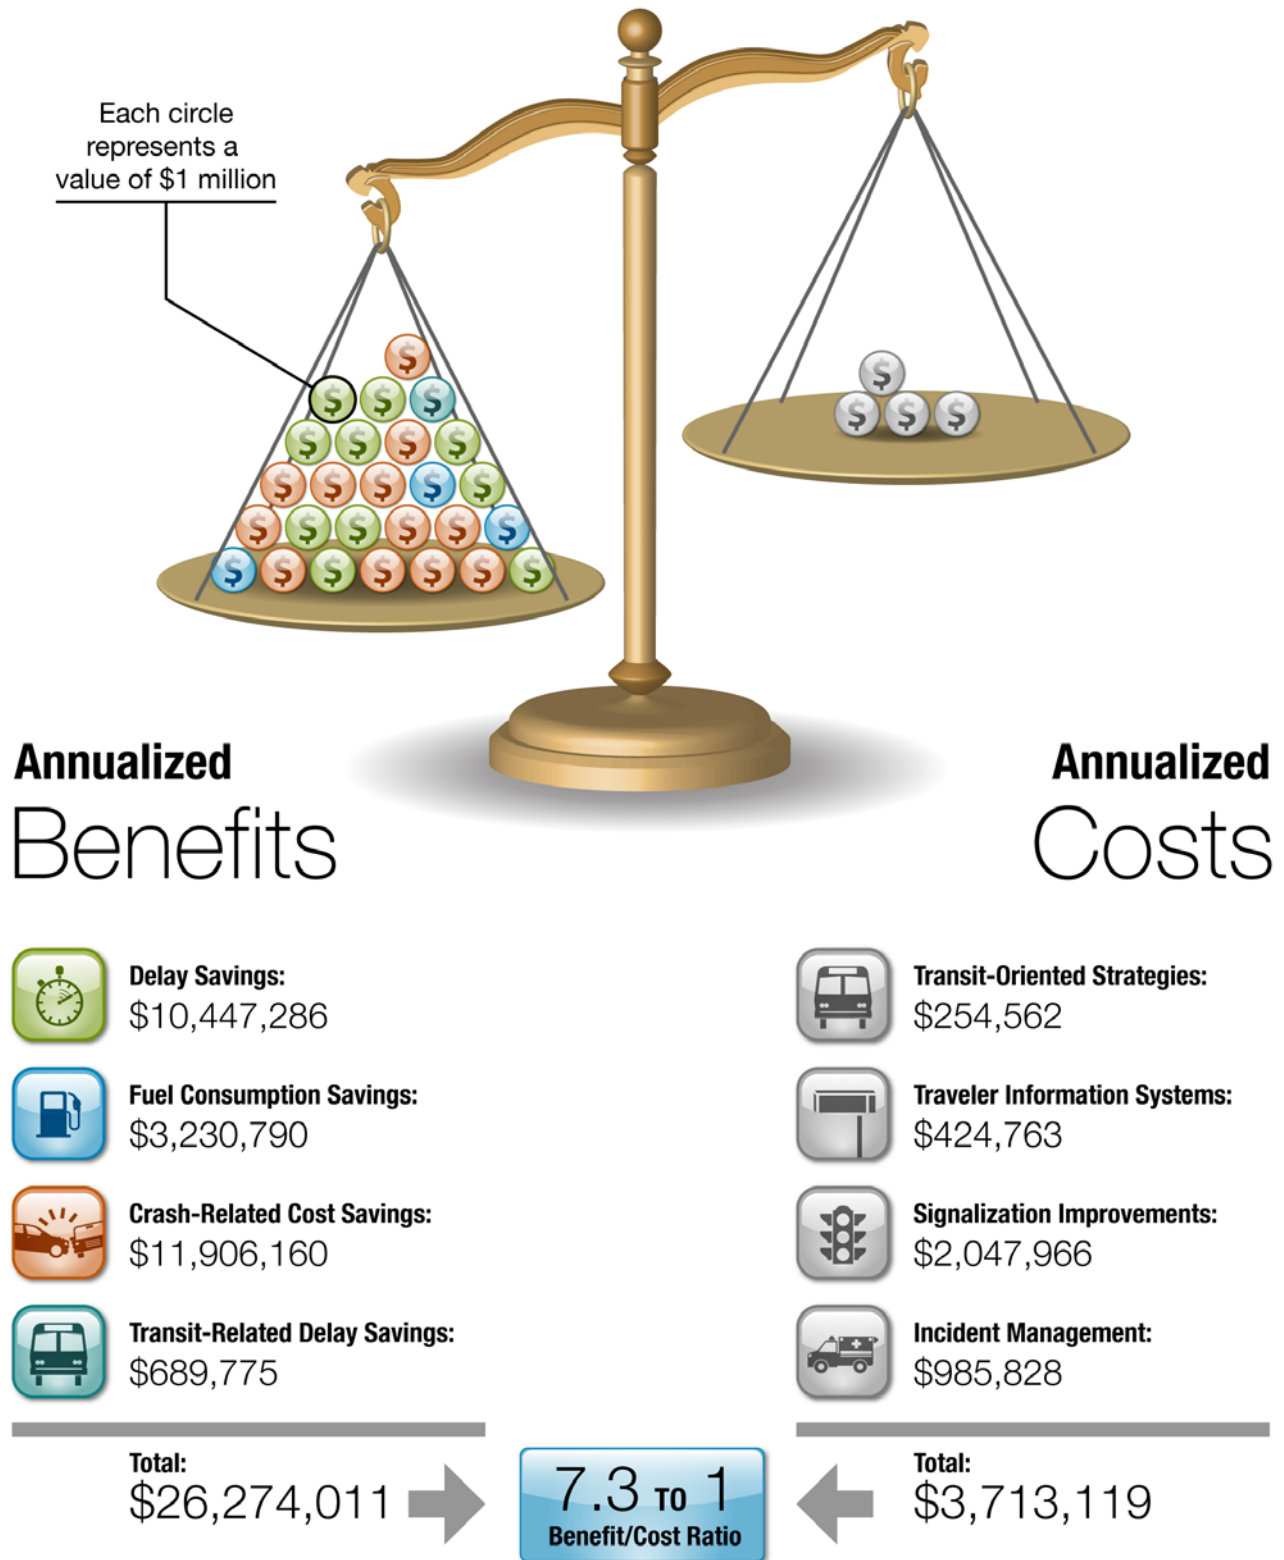 Each circle
represents a
value of $1 million
$
$ $ $
$ $ $ $
$ $ $ $ $
$ $ $ $ $ $
$ $ $ $ $ $ $
$
$ $ $
Annualized
Benefits
Delay Savings:
$10,447,286
Fuel Consumption Savings:
$3,230,790
Crash-Related Cost Savings:
$11,906,160
Transit-Related Delay Savings:
$689,775
Total:
$26,274,011
Annualized
Costs
Transit-Oriented Strategies:
$254,562
Traveler Information Systems:
$424,763
Signalization Improvements:
$2,047,966
Incident Management:
$985,828
Total:
$3,713,119
7.3 TO 1
Benefit/Cost Ratio